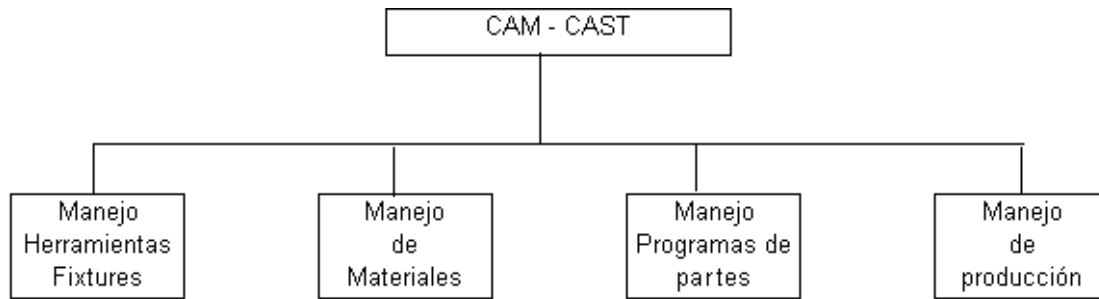 CAM - CAST
Manejo
Herramientas
Fixtures
Manejo
de
Materiales
Manejo
Programas de
partes
Manejo
de
producción